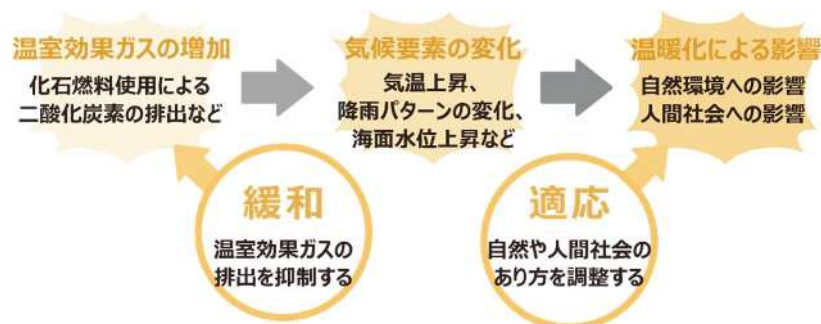 温室効果ガスの増加
化石燃料使用による
二酸化炭素の排出など
気候要素の変化
気温上昇、
降雨パターンの変化、
海面水位上昇など
温暖化による影響
自然環境への影響
人間社会への影響
緩和
温室効果ガスの
排出を抑制する
適応
自然や人間社会の
あり方を調整する